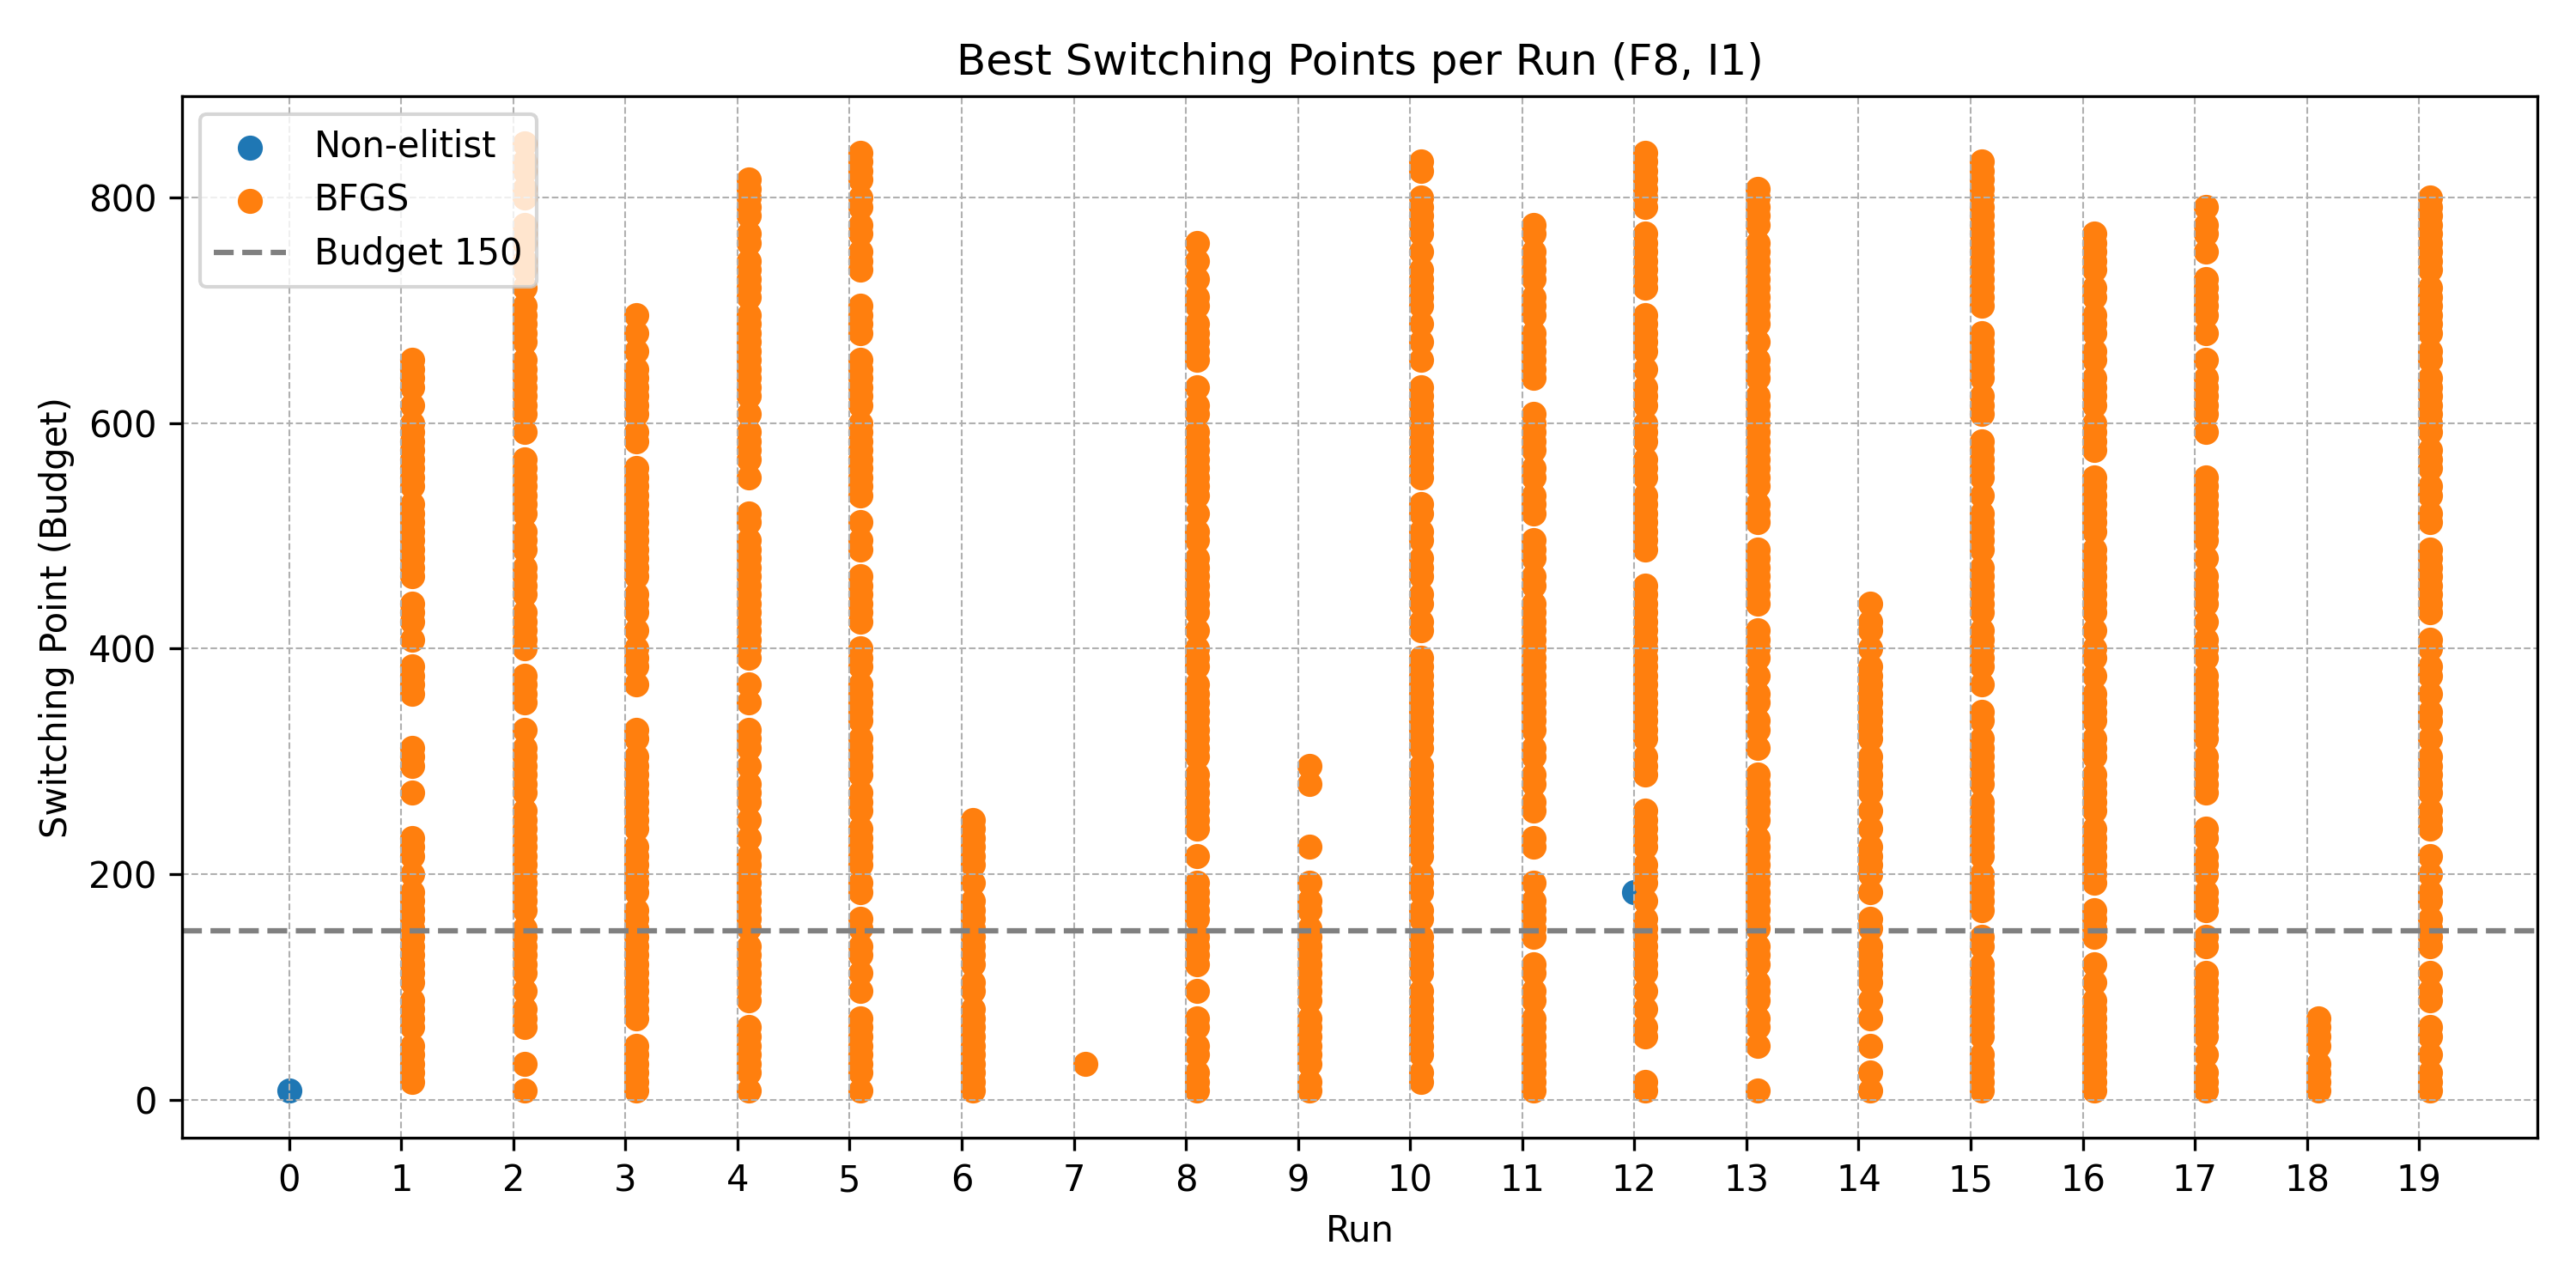 Best Switching Points per Run (F8, I1)
Non-elitist
BFGS
Budget 150
Switching Point (Budget)
800
600
400
200
0
0 1 2 3 4 5 6 7 8 9 10 11 12 13 14 15 16 17 18 19
Run